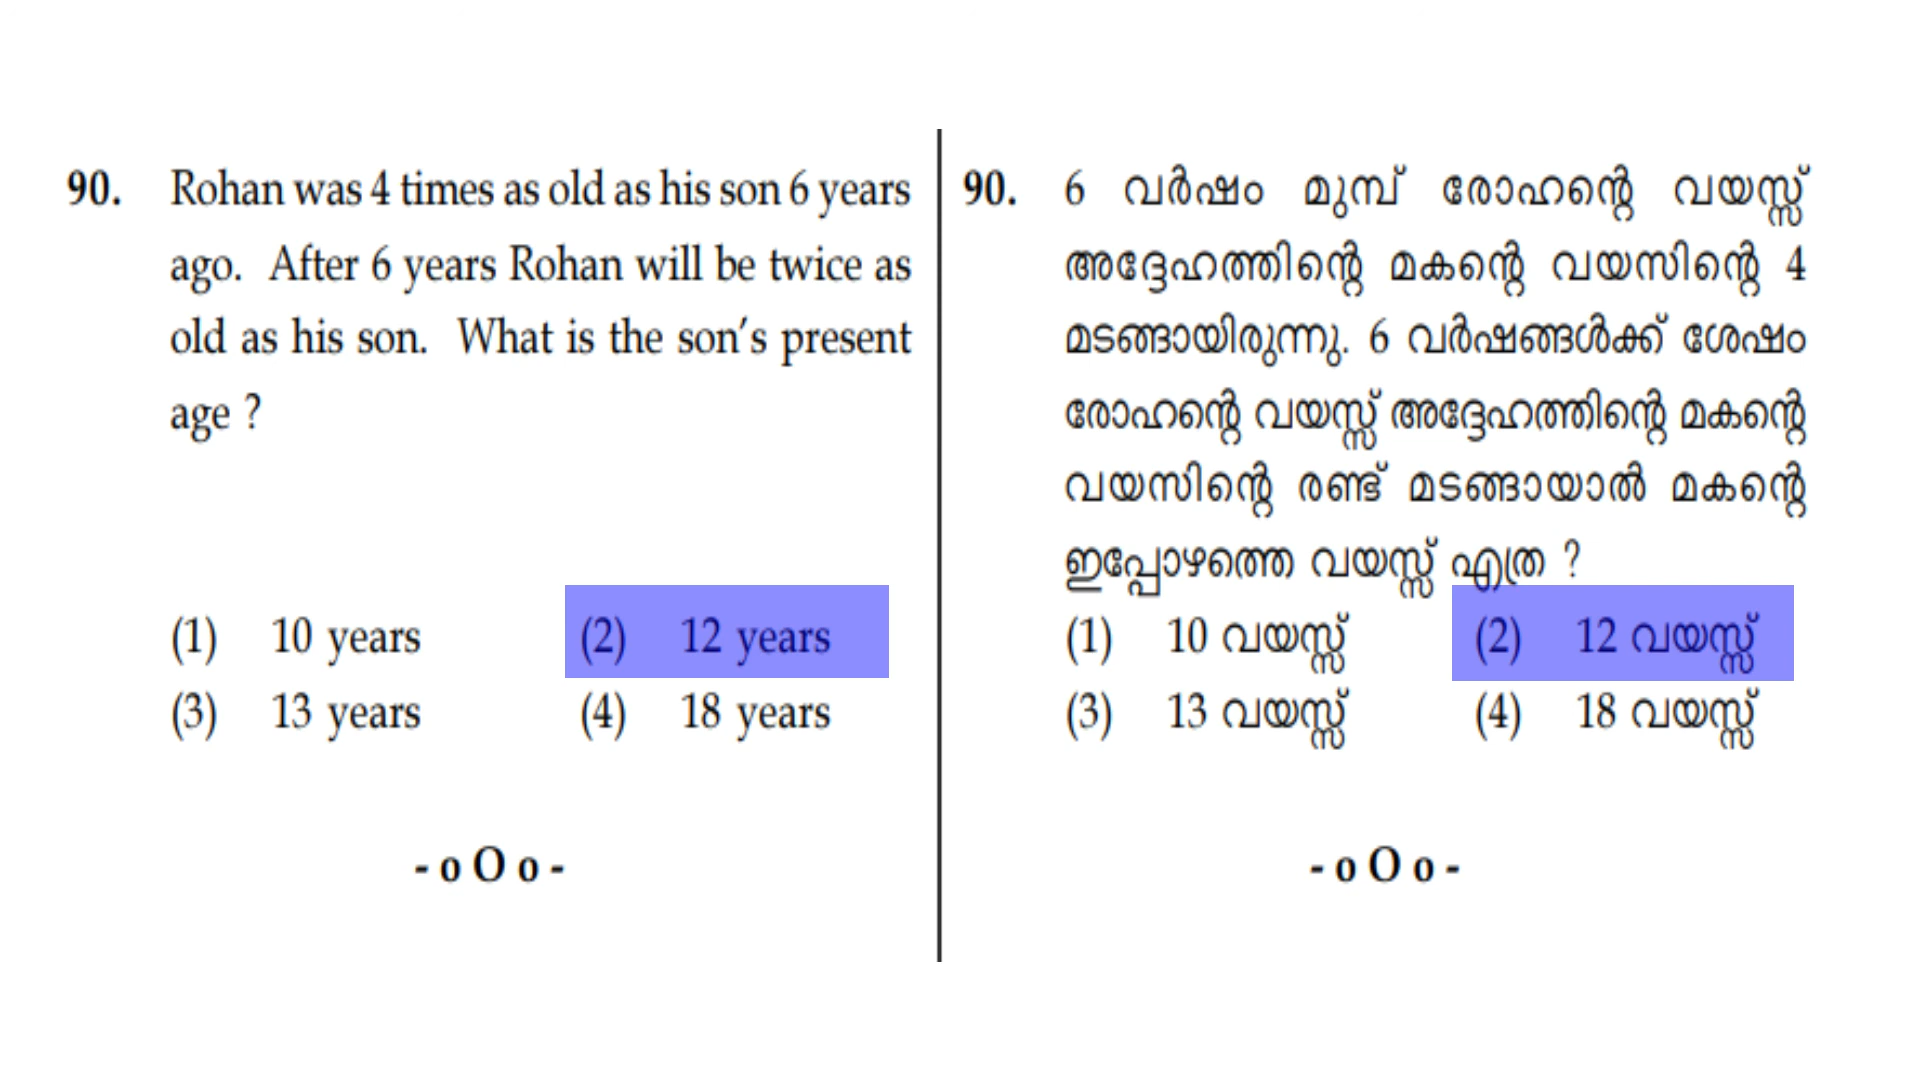 90. Rohan was 4 times as old as his son 6 years
ago. After 6 years Rohan will be twice as
old as his son. What is the son's present
age ?
(1) 10 years (2) 12 years
(3) 13 years (4) 18 years
- o O o -
90. 6 വർഷം മുമ്പ് രോഹന്റെ വയസ്സ്
അദ്ദേഹത്തിന്റെ മകന്റെ വയസിന്റെ 4
മടങ്ങായിരുന്നു. 6 വർഷങ്ങൾക്ക് ശേഷം
രോഹന്റെ വയസ്സ് അദ്ദേഹത്തിന്റെ മകന്റെ
വയസിന്റെ രണ്ട് മടങ്ങായാൽ മകന്റെ
ഇപ്പോഴത്തെ വയസ്സ് എത്ര ?
(1) 10 വയസ്സ് (2) 12 വയസ്സ്
(3) 13 വയസ്സ് (4) 18 വയസ്സ്
- o O o -